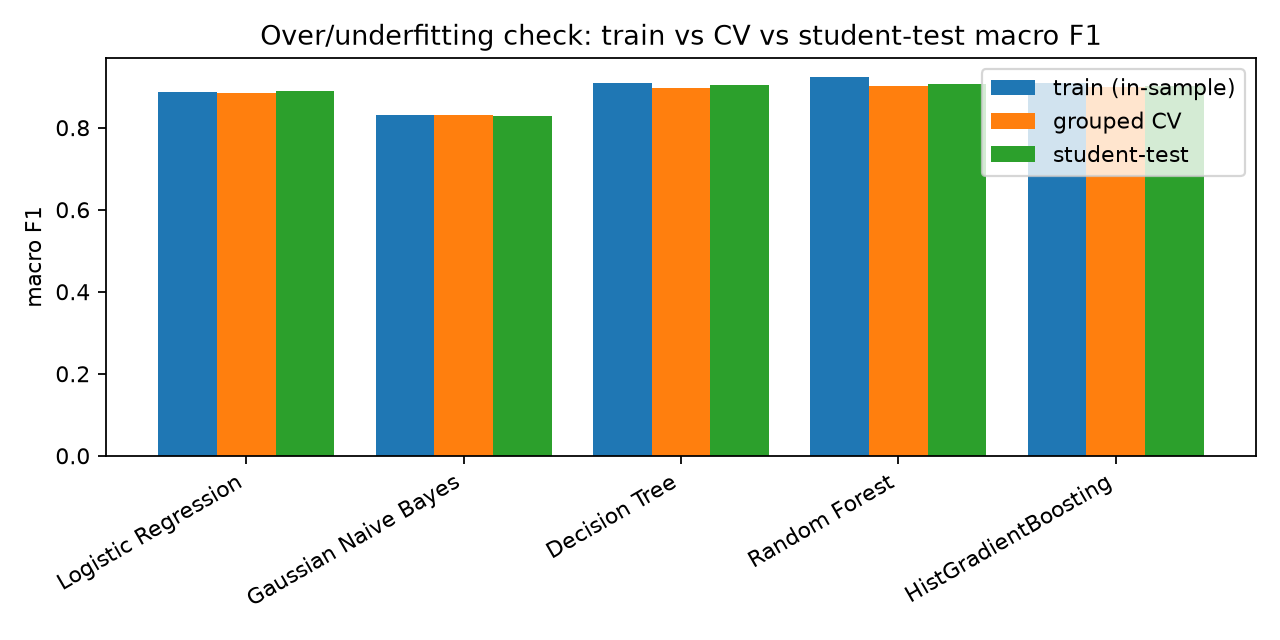 Over/underfitting check: train vs CV vs student-test macro F1
train (in-sample)
grouped CV
student-test
macro F1
0.8
0.6
0.4
0.2
0.0
Logistic Regression
Gaussian Naive Bayes
Decision Tree
Random Forest
HistGradientBoosting